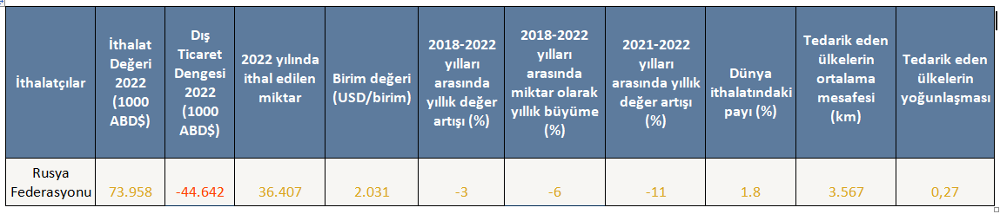 İthalatçılar
İthalat
Değeri
2022
(1000
ABD$)
Dış
Ticaret
Dengesi
2022
(1000
ABD$)
2022 yılında
ithal edilen
miktar
Birim değeri
(USD/birim)
2018-2022
yılları
arasında
yıllık değer
artışı (%)
2018-2022
yılları
arasında
miktar olarak
yıllık büyüme
(%)
2021-2022
yılları
arasında yıllık
değer artışı
(%)
Dünya
ithalatındaki
payı (%)
Tedarik eden
ülkelerin
ortalama
mesafesi
(km)
Tedarik eden
ülkelerin
yoğunlaşması
Rusya
Federasyonu
73.958
-44.642
36.407
2.031
-3
-6
-11
1.8
3.567
0,27